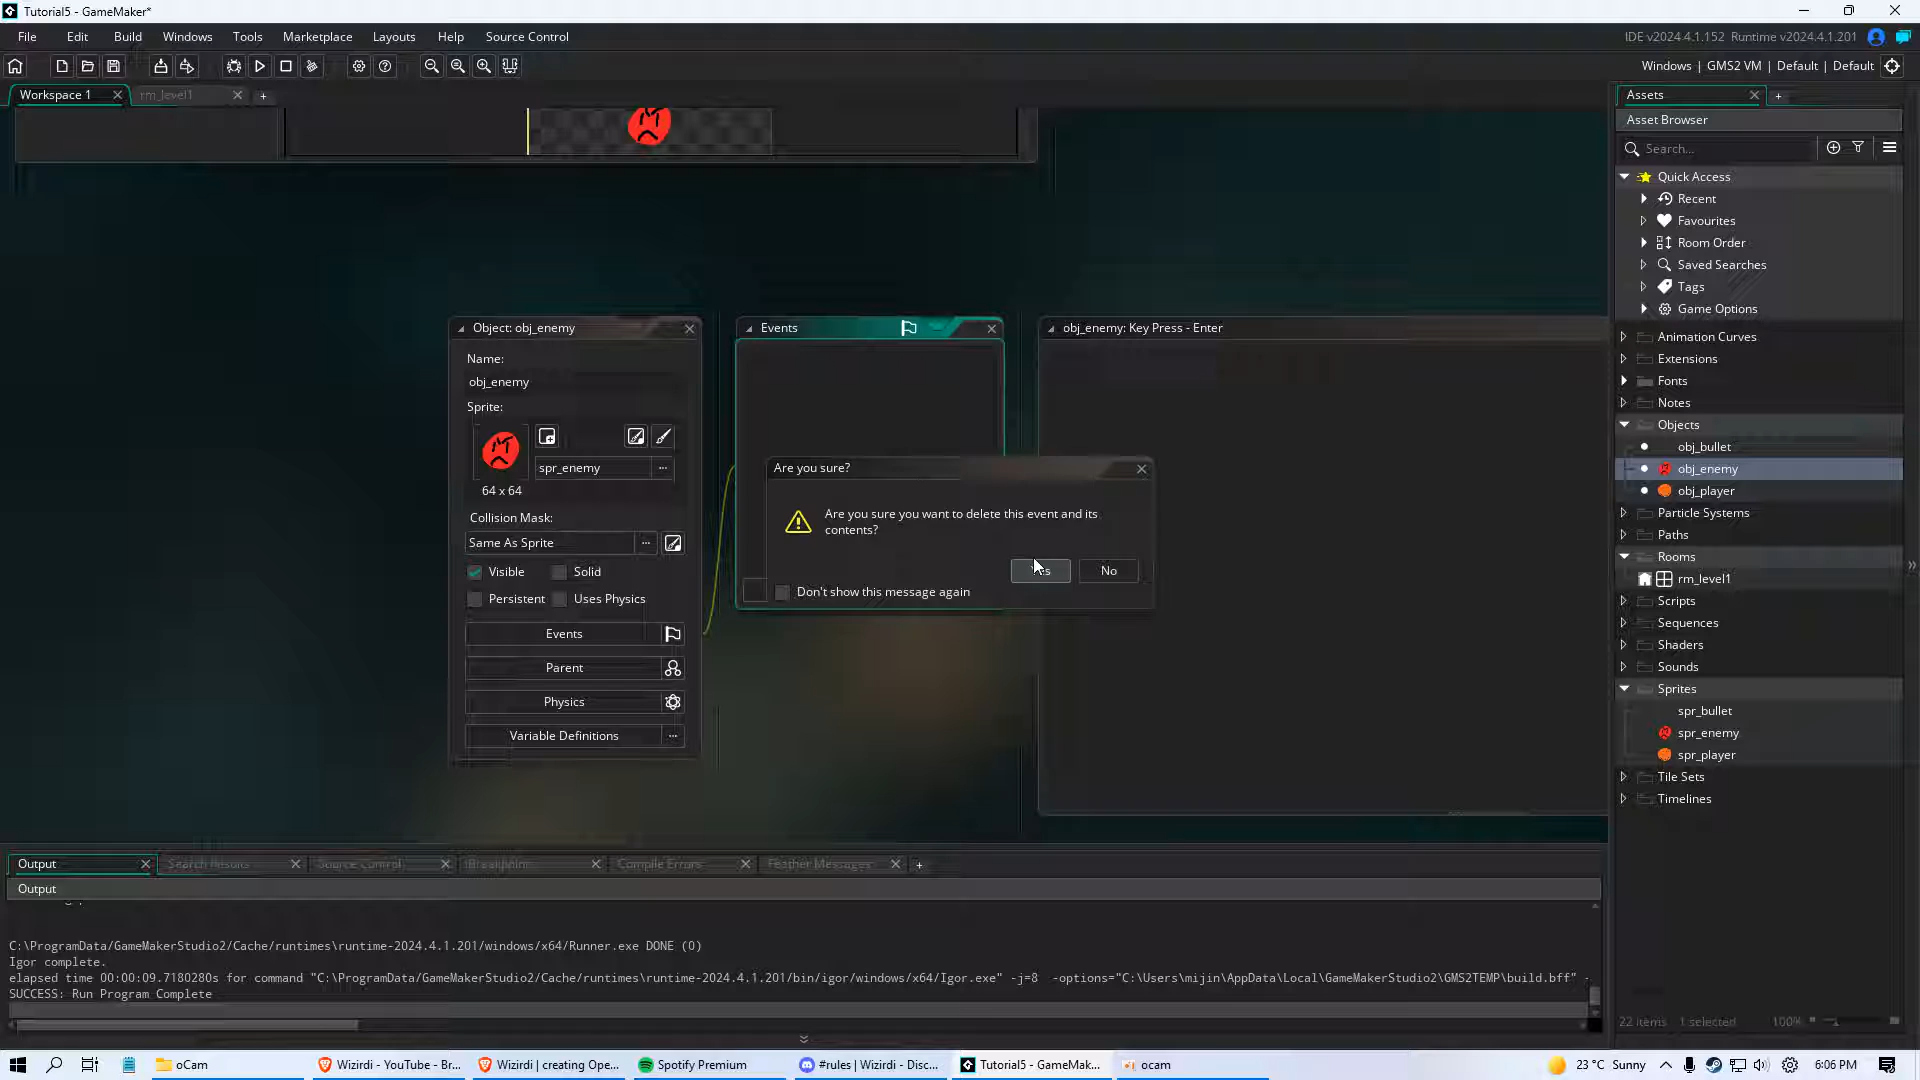 Tutorial5 - GameMaker*
File Edit Build Windows Tools Marketplace Layouts Help Source Control
IDE v2024.4.1.152 Runtime v2024.4.1.201
Windows | GMS2 VM | Default | Default
Workspace 1
rm_level1
Object: obj_enemy
Name:
obj_enemy
Sprite:
spr_enemy
64 x 64
Collision Mask:
Same As Sprite
Visible Solid
Persistent Uses Physics
Events
Parent
Physics
Variable Definitions
Events
obj_enemy: Key Press - Enter
Are you sure?
Are you sure you want to delete this event and its
contents?
No
Don't show this message again
Assets
Asset Browser
Search...
Quick Access
Recent
Favourites
Room Order
Saved Searches
Tags
Game Options
Animation Curves
Extensions
Fonts
Notes
Objects
obj_bullet
obj_enemy
obj_player
Particle Systems
Paths
Rooms
rm_level1
Scripts
Sequences
Shaders
Sounds
Sprites
spr_bullet
spr_enemy
spr_player
Tile Sets
Timelines
22 items 1 selected 100%
Output Search Results Source Control Breakpoint Compile Errors Feather Messages
Output
C:\ProgramData/GameMakerStudio2/Cache/runtimes\runtime-2024.4.1.201/windows/x64/Runner.exe DONE (0)
Igor complete.
elapsed time 00:00:09.7180280s for command "C:\ProgramData/GameMakerStudio2/Cache/runtimes\runtime-2024.4.1.201/bin/igor/windows/x64/Igor.exe" -j=8 -options="C:\Users\mijin\AppData\Local\GameMakerStudio2\GMS2TEMP\build.bff" -
SUCCESS: Run Program Complete
oCam
Wizirdi - YouTube - Br...
Wizirdi | creating Ope...
Spotify Premium
#rules | Wizirdi - Disc...
Tutorial5 - GameMak...
ocam
23 °C Sunny
6:06 PM